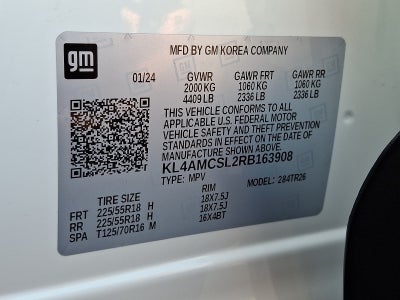 gm
MFD BY GM KOREA COMPANY
01/24 GVWR GAWR FRT GAWR RR
2000 KG 1060 KG 1060 KG
4409 LB 2336 LB 2336 LB
THIS VEHICLE CONFORMS TO ALL
APPLICABLE U.S. FEDERAL MOTOR
VEHICLE SAFETY AND THEFT PREVENTION
STANDARDS IN EFFECT ON THE DATE OF
MANUFACTURE SHOWN ABOVE.
KL4AMCSL2RB163908
TYPE: MPV MODEL: 284TR26
TIRE SIZE RIM
FRT 225/55R18 H 18X7.5J
RR 225/55R18 H 18X7.5J
SPA T125/70R16 M 16X4BT